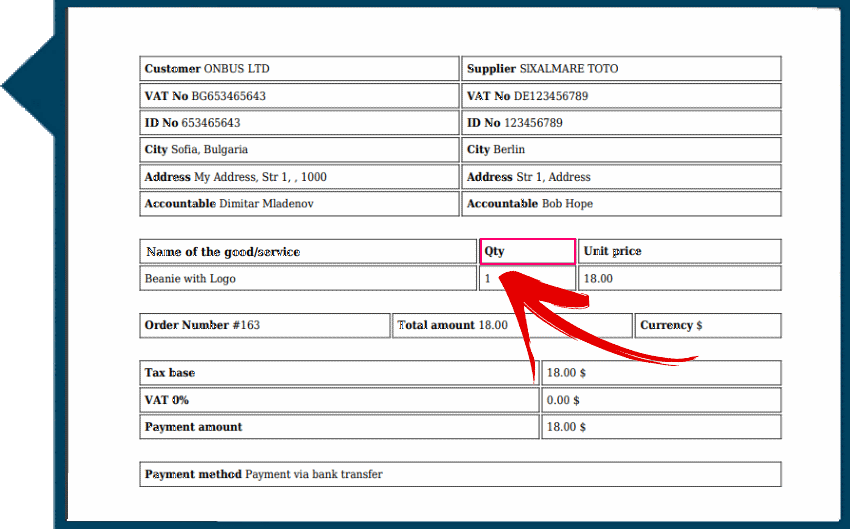 Customer ONBUS LTD Supplier SIXALMARE TOTO
VAT No BG653465643 VAT No DE123456789
ID No 653465643 ID No 123456789
City Sofia, Bulgaria City Berlin
Address My Address, Str 1, , 1000 Address Str 1, Address
Accountable Dimitar Mladenov Accountable Bob Hope
Name of the good/service Qty Unit price
Beanie with Logo 1 18.00
Order Number #163 Total amount 18.00 Currency $
Tax base 18.00 $
VAT 0% 0.00 $
Payment amount 18.00 $
Payment method Payment via bank transfer